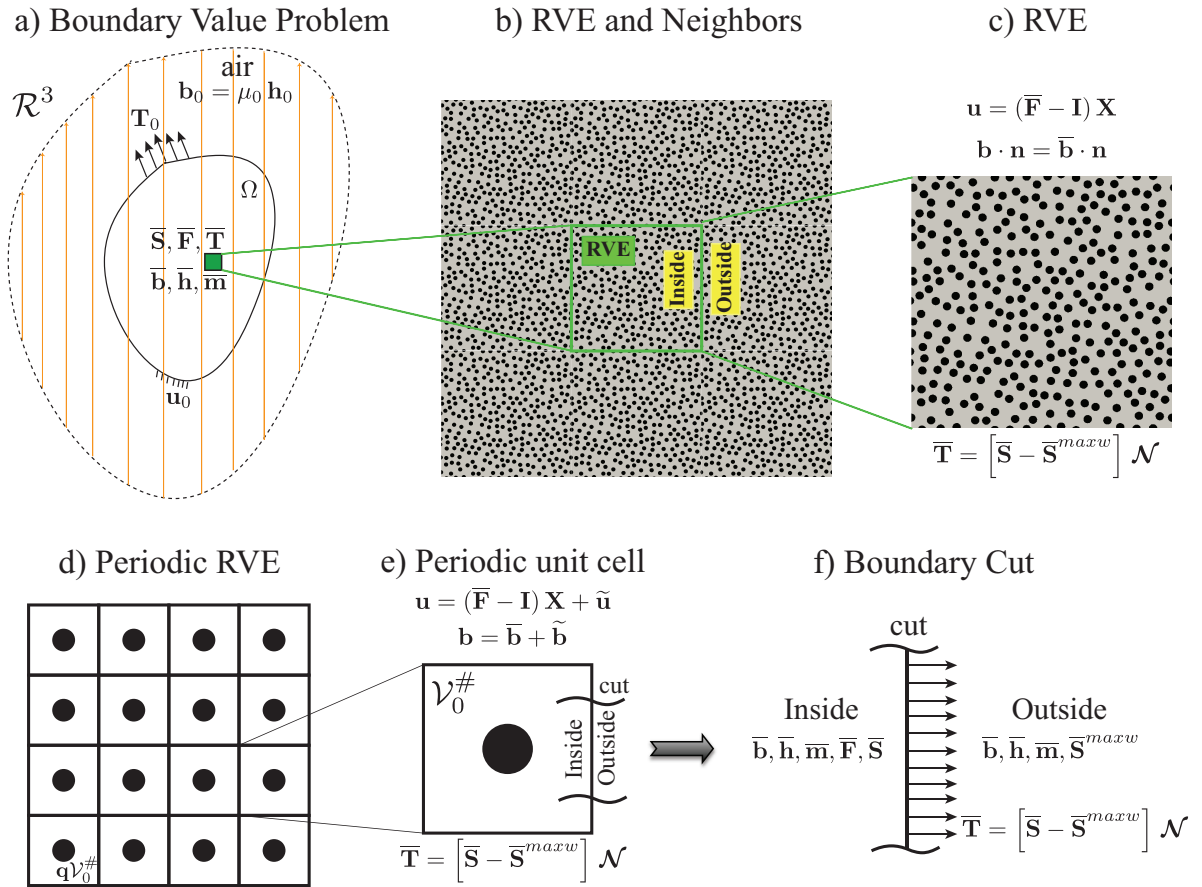 a) Boundary Value Problem
b) RVE and Neighbors
c) RVE
air
b₀ = μ₀ h₀
ℛ³
T₀
Ω
S̅, F̅, T̅
b̅, h̅, m̅
u₀
RVE
Inside
Outside
u = (F̅ − I) X
b · n = b̅ · n
T̅ = [S̅ − S̅ᵐᵃˣʷ] 𝒩
d) Periodic RVE
e) Periodic unit cell
f) Boundary Cut
q𝒱₀^#
u = (F̅ − I) X + ũ
b = b̅ + b̃
𝒱₀^#
cut
Inside
Outside
T̅ = [S̅ − S̅ᵐᵃˣʷ] 𝒩
cut
Inside
b̅, h̅, m̅, F̅, S̅
Outside
b̅, h̅, m̅, S̅ᵐᵃˣʷ
T̅ = [S̅ − S̅ᵐᵃˣʷ] 𝒩